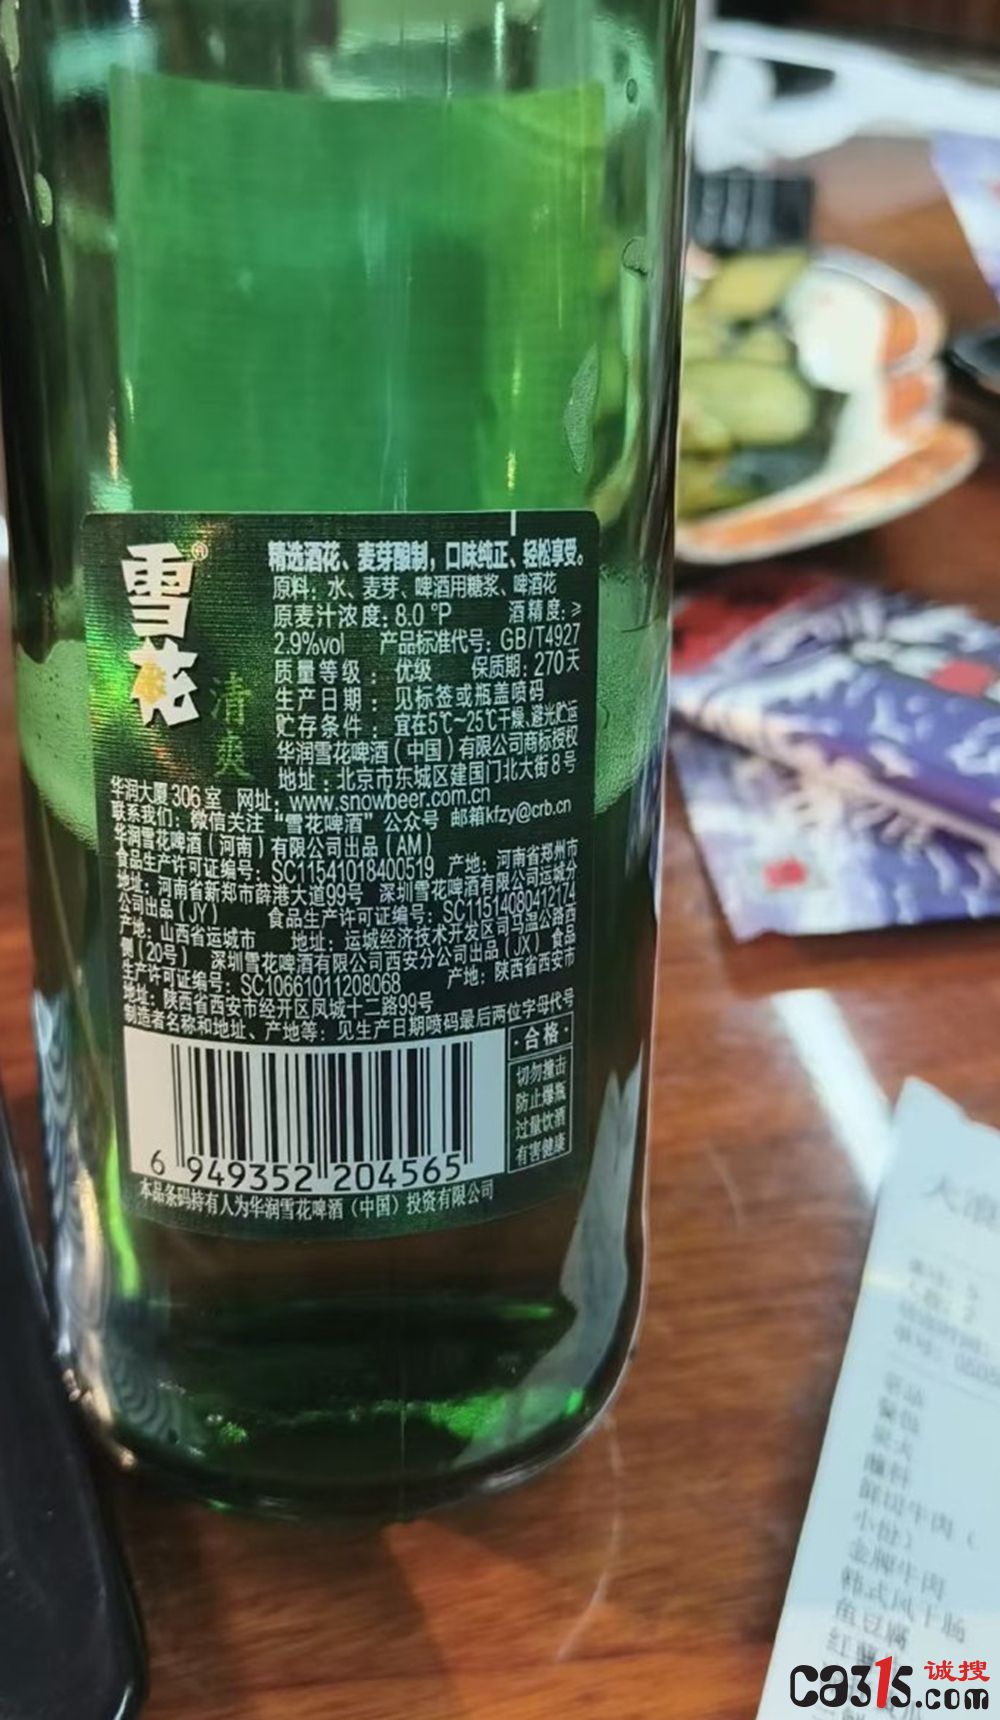 雪花®
清爽
精选酒花、麦芽酿制，口味纯正、轻松享受。
原料：水、麦芽、啤酒用糖浆、啤酒花
原麦汁浓度：8.0 °P 酒精度：≥
2.9%vol 产品标准代号：GB/T4927
质量等级：优级 保质期：270天
生产日期：见标签或瓶盖喷码
贮存条件：宜在5℃~25℃干燥、避光贮运
华润雪花啤酒（中国）有限公司商标授权
地址：北京市东城区建国门北大街8号
华润大厦306室 网址：www.snowbeer.com.cn
联系我们：微信关注“雪花啤酒”公众号 邮箱kfzy@crb.cn
华润雪花啤酒（河南）有限公司出品（AM）
食品生产许可证编号：SC11541018400519 产地：河南省郑州市
地址：河南省新郑市薛港大道99号 深圳雪花啤酒有限公司运城分
公司出品（JY） 食品生产许可证编号：SC11514080412174
产地：山西省运城市 地址：运城经济技术开发区司马温公路西
侧（20号） 深圳雪花啤酒有限公司西安分公司出品（JX）食品
生产许可证编号：SC10661011208068 产地：陕西省西安市
地址：陕西省西安市经开区凤城十二路99号
制造者名称和地址、产地等：见生产日期喷码最后两位字母代号
·合格·
切勿撞击
防止爆瓶
过量饮酒
有害健康
6 949352 204565
本品条码持有人为华润雪花啤酒（中国）投资有限公司
鲜切牛肉（
小份）
金牌牛肉
韩式风干肠
鱼豆腐
诚搜
ca315.com